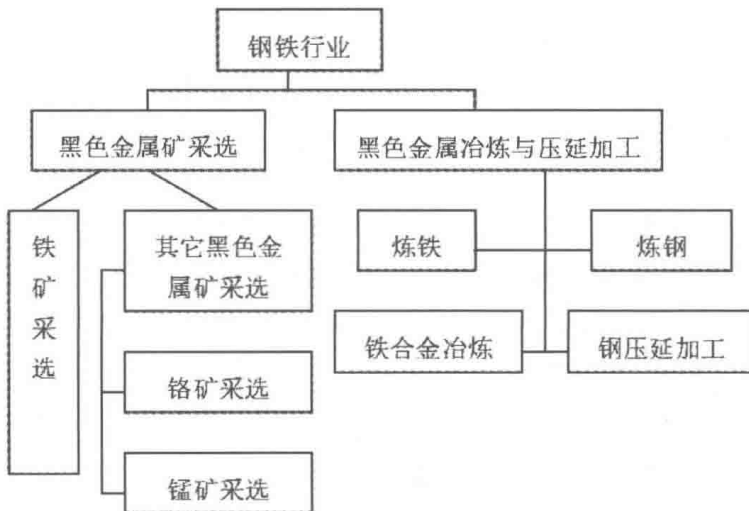 钢铁行业
黑色金属矿采选
黑色金属冶炼与压延加工
铁
矿
采
选
其它黑色金
属矿采选
铬矿采选
锰矿采选
炼铁
炼钢
铁合金冶炼
钢压延加工